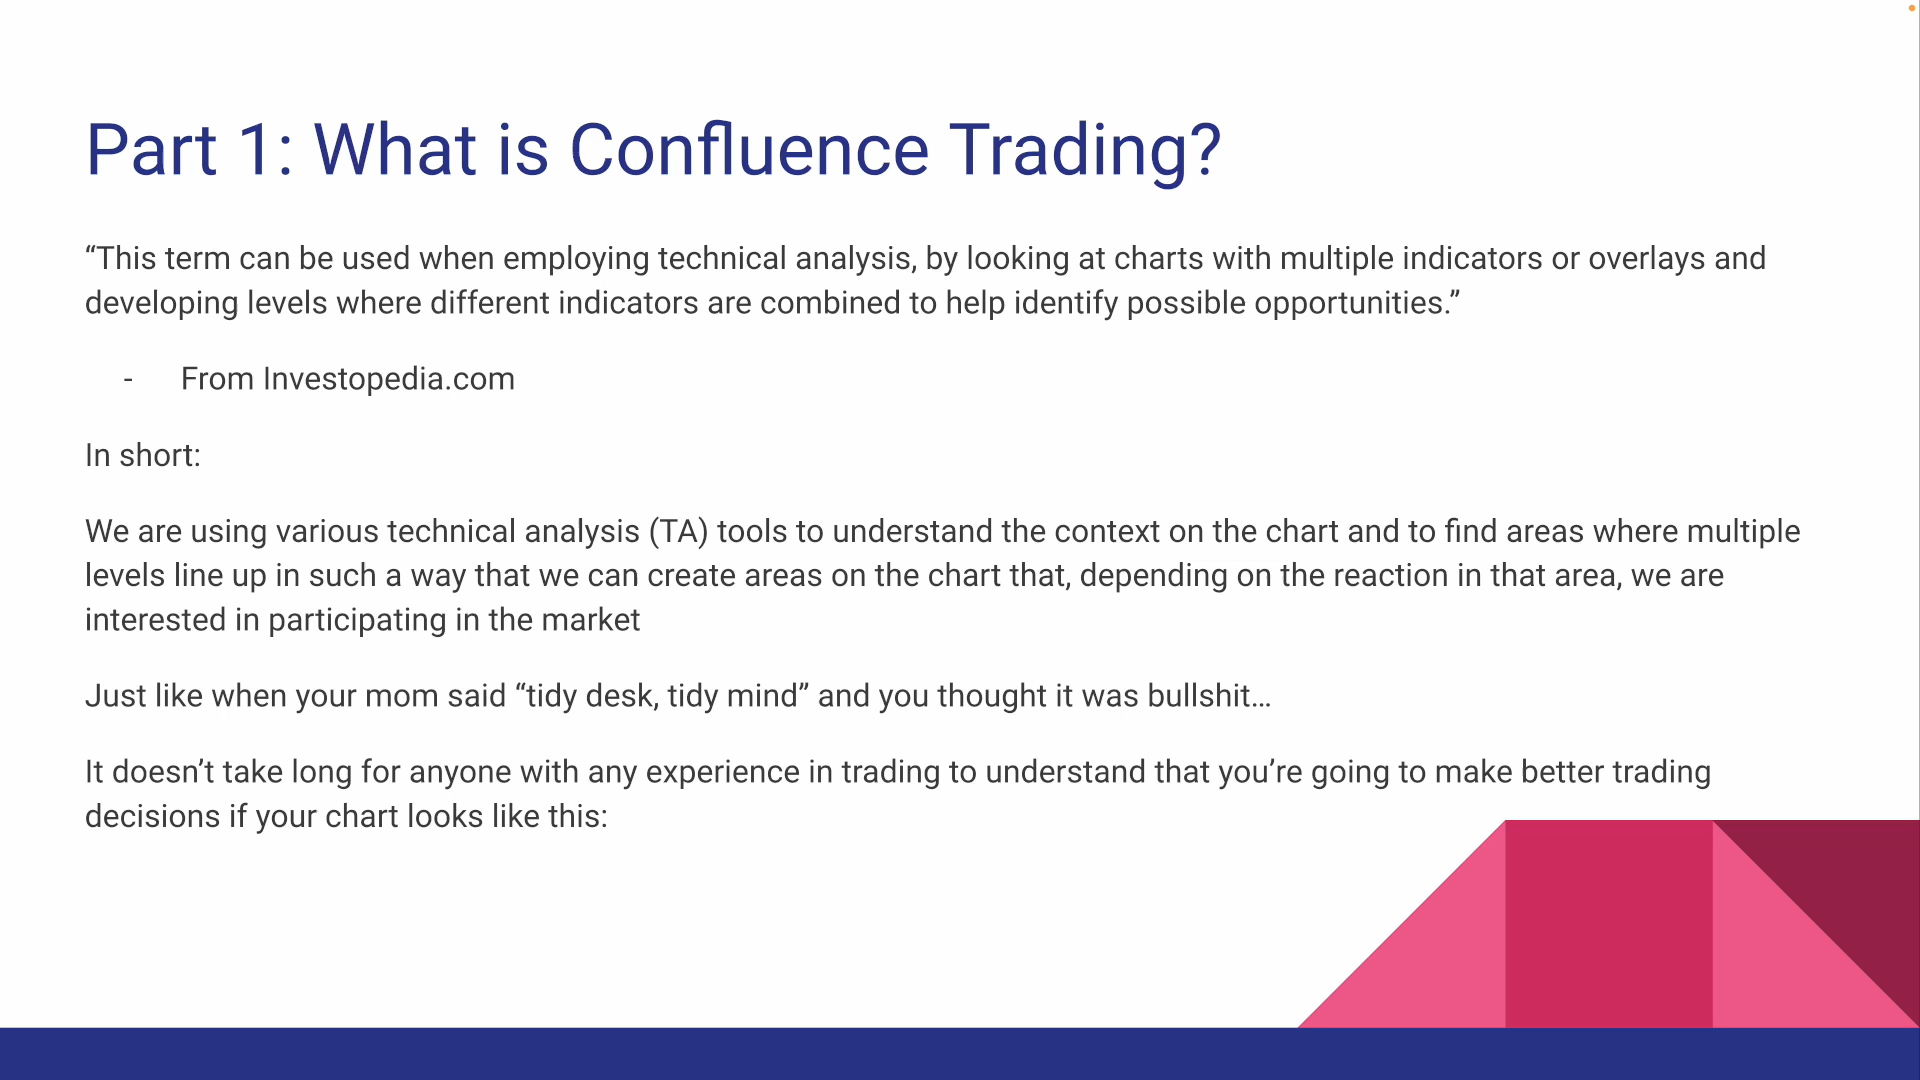 Part 1: What is Confluence Trading?
“This term can be used when employing technical analysis, by looking at charts with multiple indicators or overlays and
developing levels where different indicators are combined to help identify possible opportunities.”
- From Investopedia.com
In short:
We are using various technical analysis (TA) tools to understand the context on the chart and to find areas where multiple
levels line up in such a way that we can create areas on the chart that, depending on the reaction in that area, we are
interested in participating in the market
Just like when your mom said “tidy desk, tidy mind” and you thought it was bullshit…
It doesn’t take long for anyone with any experience in trading to understand that you’re going to make better trading
decisions if your chart looks like this: